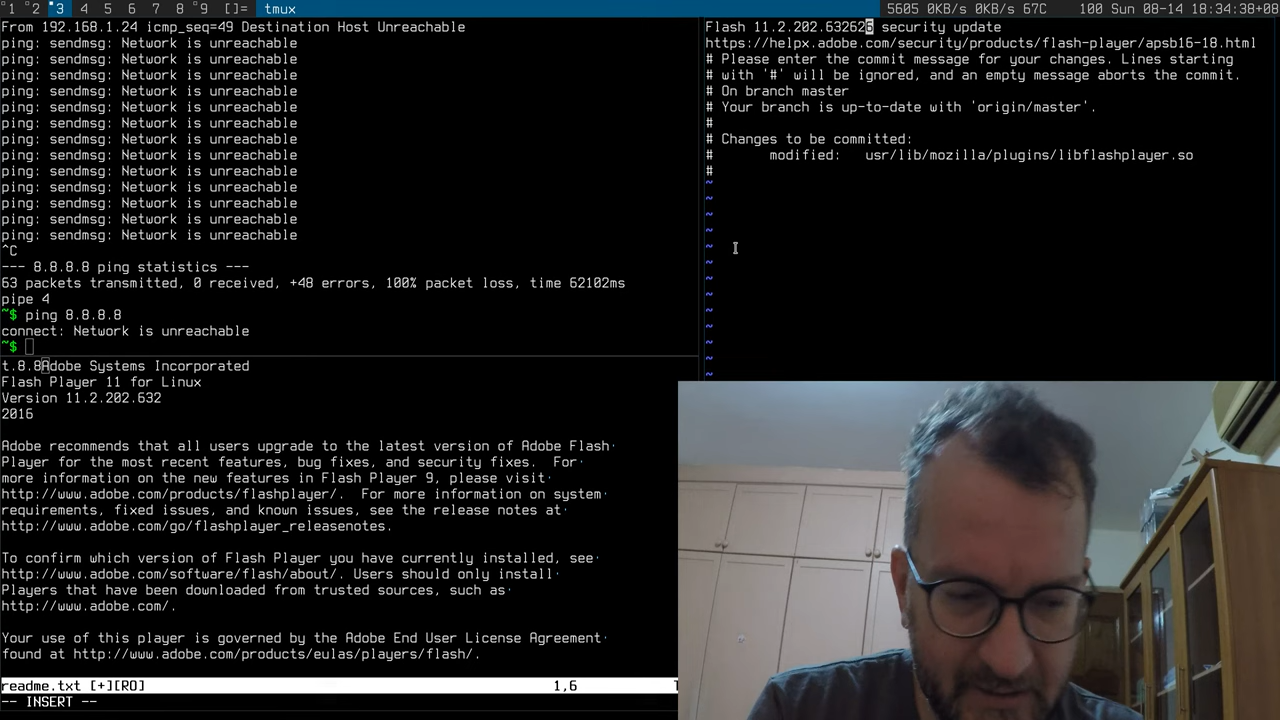 1 2 3 4 5 6 7 8 9 []= tmux 5605 0KB/s 0KB/s 67C 100 Sun 08-14 18:34:38+08
From 192.168.1.24 icmp_seq=49 Destination Host Unreachable
ping: sendmsg: Network is unreachable
ping: sendmsg: Network is unreachable
ping: sendmsg: Network is unreachable
ping: sendmsg: Network is unreachable
ping: sendmsg: Network is unreachable
ping: sendmsg: Network is unreachable
ping: sendmsg: Network is unreachable
ping: sendmsg: Network is unreachable
ping: sendmsg: Network is unreachable
ping: sendmsg: Network is unreachable
ping: sendmsg: Network is unreachable
ping: sendmsg: Network is unreachable
ping: sendmsg: Network is unreachable
^C
--- 8.8.8.8 ping statistics ---
63 packets transmitted, 0 received, +48 errors, 100% packet loss, time 62102ms
pipe 4
~$ ping 8.8.8.8
connect: Network is unreachable
~$
t.8.8Adobe Systems Incorporated
Flash Player 11 for Linux
Version 11.2.202.632
2016
Adobe recommends that all users upgrade to the latest version of Adobe Flash·
Player for the most recent features, bug fixes, and security fixes.  For·
more information on the new features in Flash Player 9, please visit·
http://www.adobe.com/products/flashplayer/.  For more information on system·
requirements, fixed issues, and known issues, see the release notes at·
http://www.adobe.com/go/flashplayer_releasenotes.
To confirm which version of Flash Player you have currently installed, see·
http://www.adobe.com/software/flash/about/. Users should only install·
Players that have been downloaded from trusted sources, such as·
http://www.adobe.com/.
Your use of this player is governed by the Adobe End User License Agreement·
found at http://www.adobe.com/products/eulas/players/flash/.
readme.txt [+][RO] 1,6 T
-- INSERT --
Flash 11.2.202.632626 security update
https://helpx.adobe.com/security/products/flash-player/apsb16-18.html
# Please enter the commit message for your changes. Lines starting
# with '#' will be ignored, and an empty message aborts the commit.
# On branch master
# Your branch is up-to-date with 'origin/master'.
#
# Changes to be committed:
#       modified:   usr/lib/mozilla/plugins/libflashplayer.so
#
~
~
~
~
~
~
~
~
~
~
~
~
~